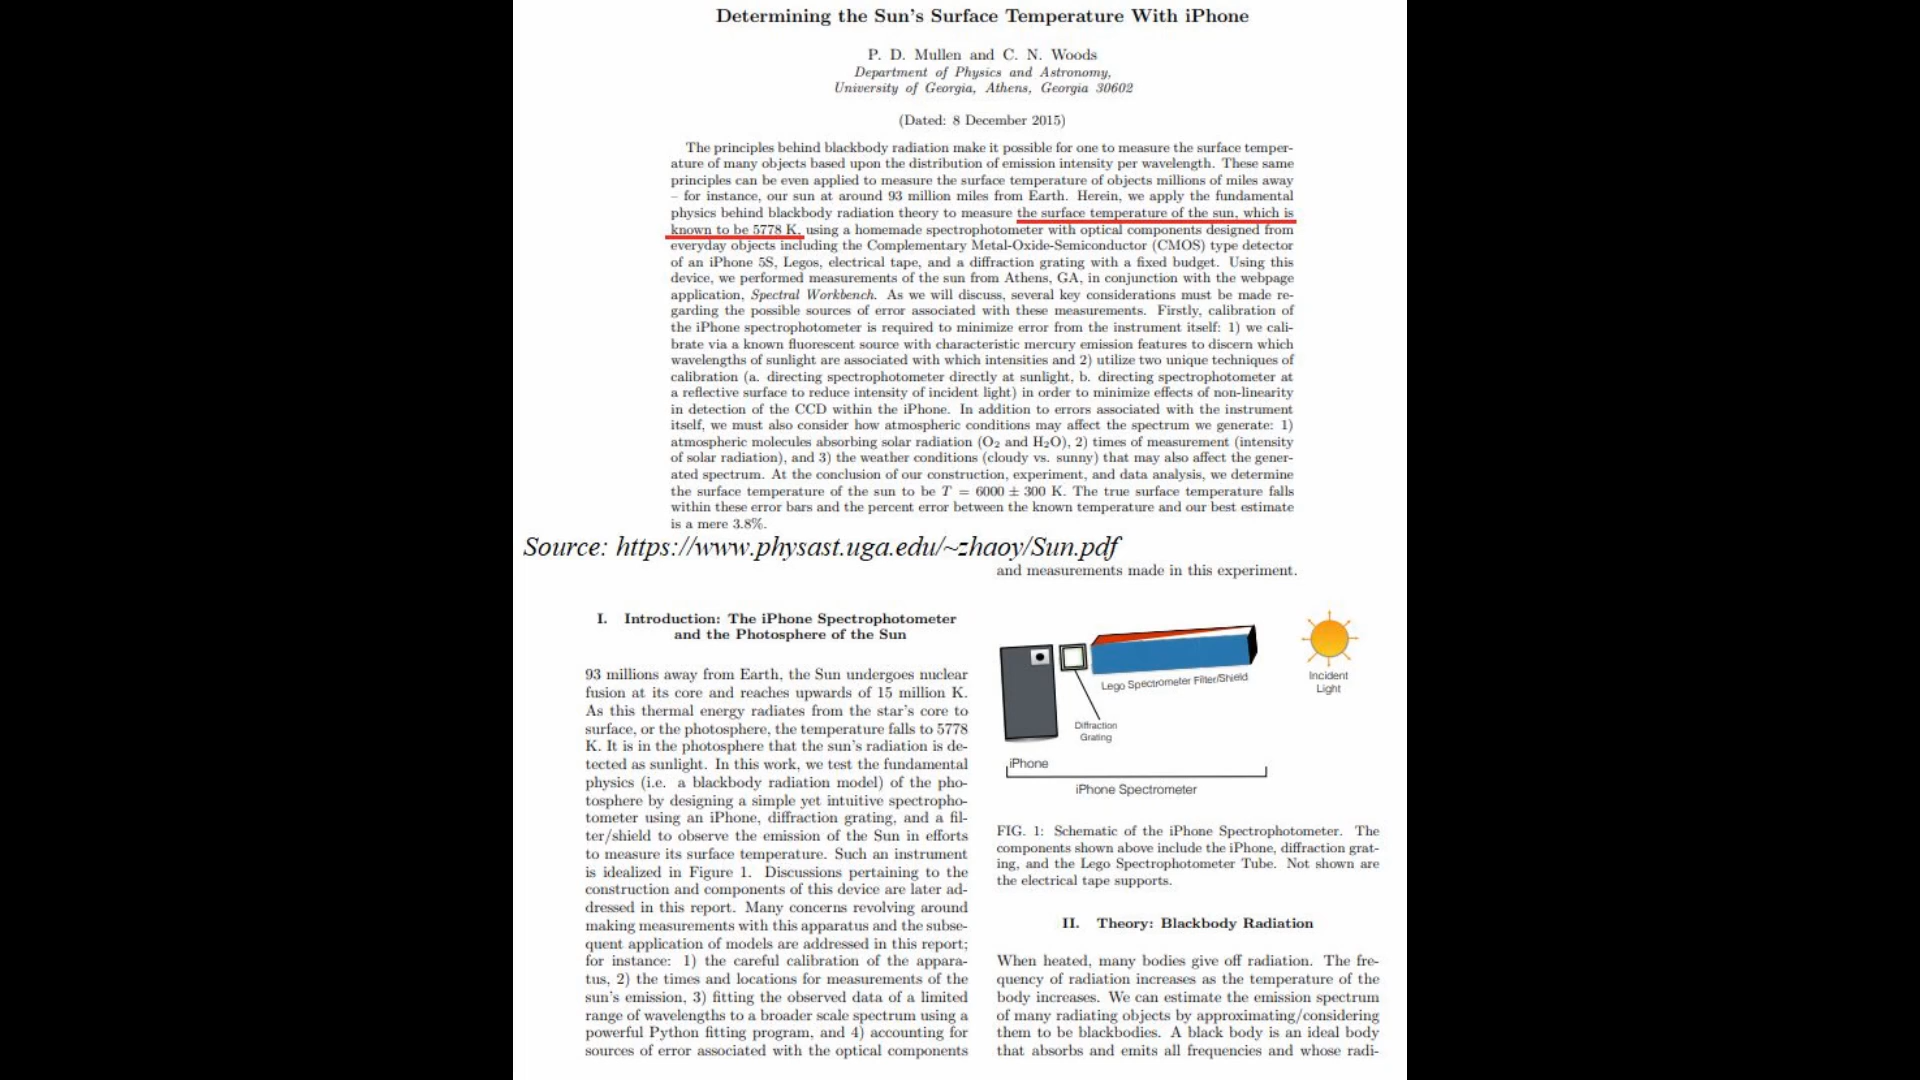 Determining the Sun's Surface Temperature With iPhone
P. D. Mullen and C. N. Woods
Department of Physics and Astronomy,
University of Georgia, Athens, Georgia 30602
(Dated: 8 December 2015)
The principles behind blackbody radiation make it possible for one to measure the surface temper-
ature of many objects based upon the distribution of emission intensity per wavelength. These same
principles can be even applied to measure the surface temperature of objects millions of miles away
– for instance, our sun at around 93 million miles from Earth. Herein, we apply the fundamental
physics behind blackbody radiation theory to measure the surface temperature of the sun, which is
known to be 5778 K, using a homemade spectrophotometer with optical components designed from
everyday objects including the Complementary Metal-Oxide-Semiconductor (CMOS) type detector
of an iPhone 5S, Legos, electrical tape, and a diffraction grating with a fixed budget. Using this
device, we performed measurements of the sun from Athens, GA, in conjunction with the webpage
application, Spectral Workbench. As we will discuss, several key considerations must be made re-
garding the possible sources of error associated with these measurements. Firstly, calibration of
the iPhone spectrophotometer is required to minimize error from the instrument itself: 1) we cali-
brate via a known fluorescent source with characteristic mercury emission features to discern which
wavelengths of sunlight are associated with which intensities and 2) utilize two unique techniques of
calibration (a. directing spectrophotometer directly at sunlight, b. directing spectrophotometer at
a reflective surface to reduce intensity of incident light) in order to minimize effects of non-linearity
in detection of the CCD within the iPhone. In addition to errors associated with the instrument
itself, we must also consider how atmospheric conditions may affect the spectrum we generate: 1)
atmospheric molecules absorbing solar radiation (O₂ and H₂O), 2) times of measurement (intensity
of solar radiation), and 3) the weather conditions (cloudy vs. sunny) that may also affect the gener-
ated spectrum. At the conclusion of our construction, experiment, and data analysis, we determine
the surface temperature of the sun to be T = 6000 ± 300 K. The true surface temperature falls
within these error bars and the percent error between the known temperature and our best estimate
is a mere 3.8%.
Source: https://www.physast.uga.edu/~zhaoy/Sun.pdf
I. Introduction: The iPhone Spectrophotometer
and the Photosphere of the Sun
93 millions away from Earth, the Sun undergoes nuclear
fusion at its core and reaches upwards of 15 million K.
As this thermal energy radiates from the star's core to
surface, or the photosphere, the temperature falls to 5778
K. It is in the photosphere that the sun's radiation is de-
tected as sunlight. In this work, we test the fundamental
physics (i.e. a blackbody radiation model) of the pho-
tosphere by designing a simple yet intuitive spectropho-
tometer using an iPhone, diffraction grating, and a fil-
ter/shield to observe the emission of the Sun in efforts
to measure its surface temperature. Such an instrument
is idealized in Figure 1. Discussions pertaining to the
construction and components of this device are later ad-
dressed in this report. Many concerns revolving around
making measurements with this apparatus and the subse-
quent application of models are addressed in this report;
for instance: 1) the careful calibration of the appara-
tus, 2) the times and locations for measurements of the
sun's emission, 3) fitting the observed data of a limited
range of wavelengths to a broader scale spectrum using a
powerful Python fitting program, and 4) accounting for
sources of error associated with the optical components
and measurements made in this experiment.
Lego Spectrometer Filter/Shield
Incident
Light
Diffraction
Grating
iPhone
iPhone Spectrometer
FIG. 1: Schematic of the iPhone Spectrophotometer. The
components shown above include the iPhone, diffraction grat-
ing, and the Lego Spectrophotometer Tube. Not shown are
the electrical tape supports.
II. Theory: Blackbody Radiation
When heated, many bodies give off radiation. The fre-
quency of radiation increases as the temperature of the
body increases. We can estimate the emission spectrum
of many radiating objects by approximating/considering
them to be blackbodies. A black body is an ideal body
that absorbs and emits all frequencies and whose radi-